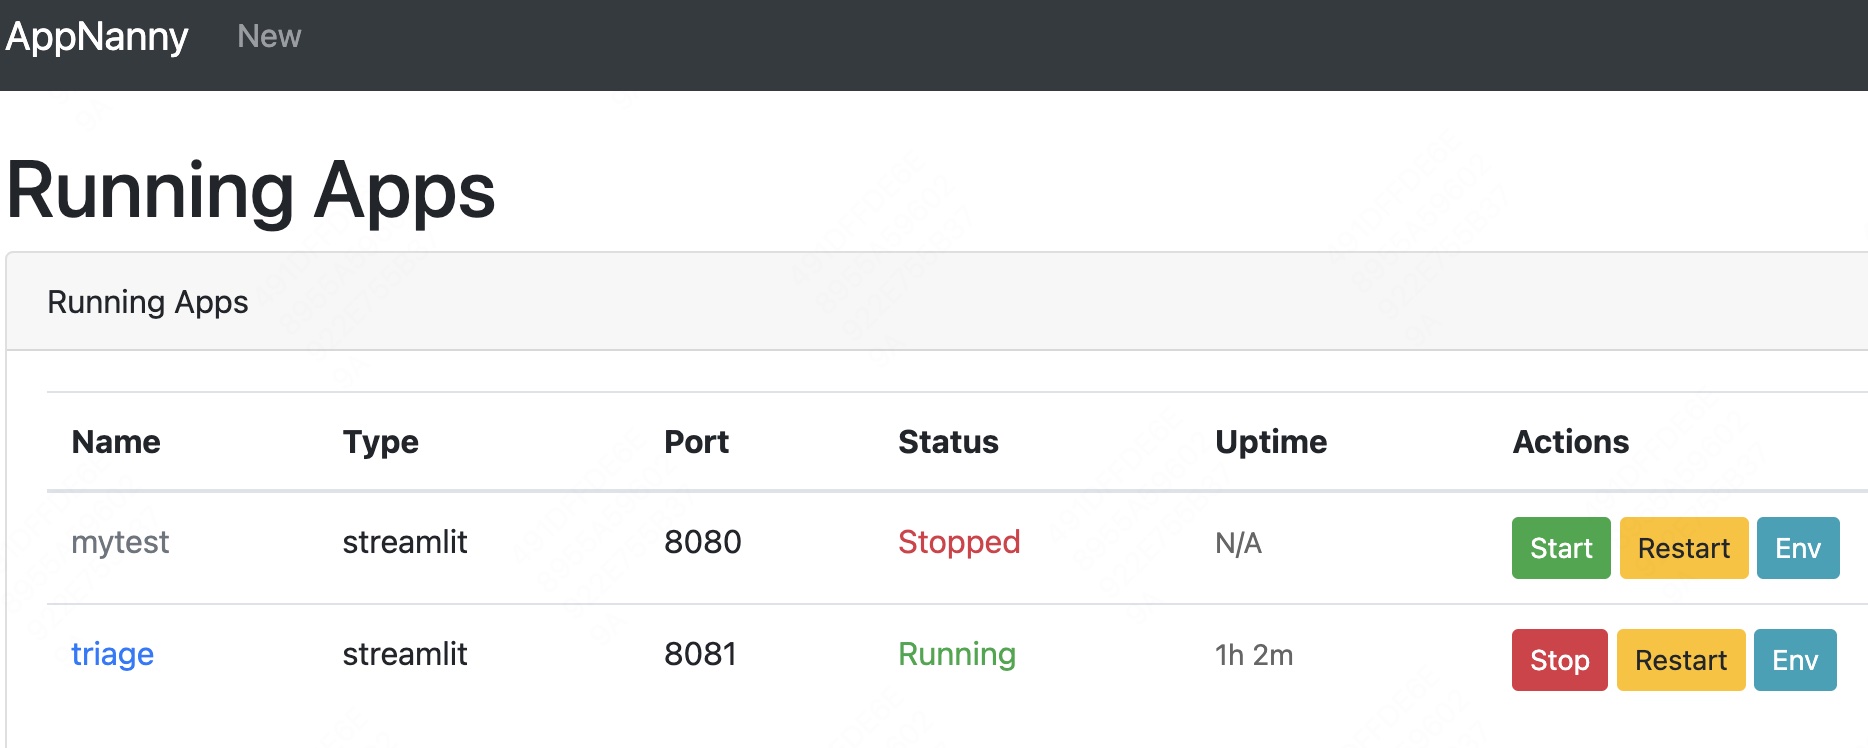 AppNanny New
Running Apps
Running Apps
Name Type Port Status Uptime Actions
mytest streamlit 8080 Stopped N/A Start Restart Env
triage streamlit 8081 Running 1h 2m Stop Restart Env